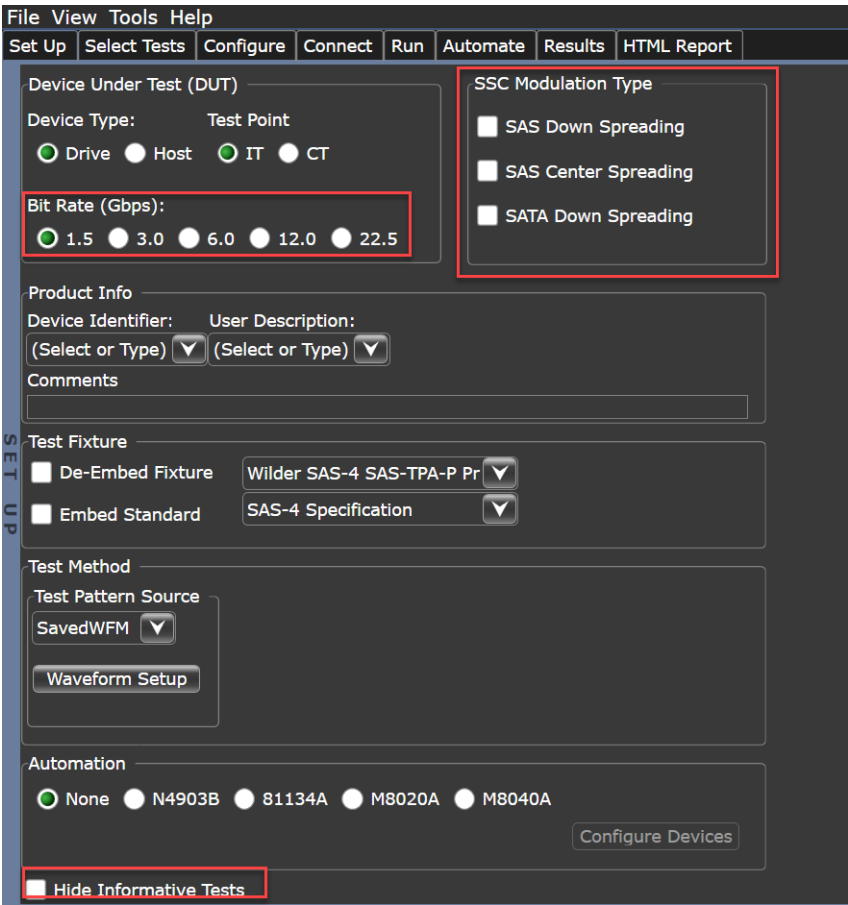 File View Tools Help
Set Up Select Tests Configure Connect Run Automate Results HTML Report
Device Under Test (DUT)
Device Type: Test Point
Drive Host IT CT
Bit Rate (Gbps):
1.5 3.0 6.0 12.0 22.5
SSC Modulation Type
SAS Down Spreading
SAS Center Spreading
SATA Down Spreading
Product Info
Device Identifier: User Description:
(Select or Type) (Select or Type)
Comments
SET UP
Test Fixture
De-Embed Fixture Wilder SAS-4 SAS-TPA-P Pr
Embed Standard SAS-4 Specification
Test Method
Test Pattern Source
SavedWFM
Waveform Setup
Automation
None N4903B 81134A M8020A M8040A
Configure Devices
Hide Informative Tests